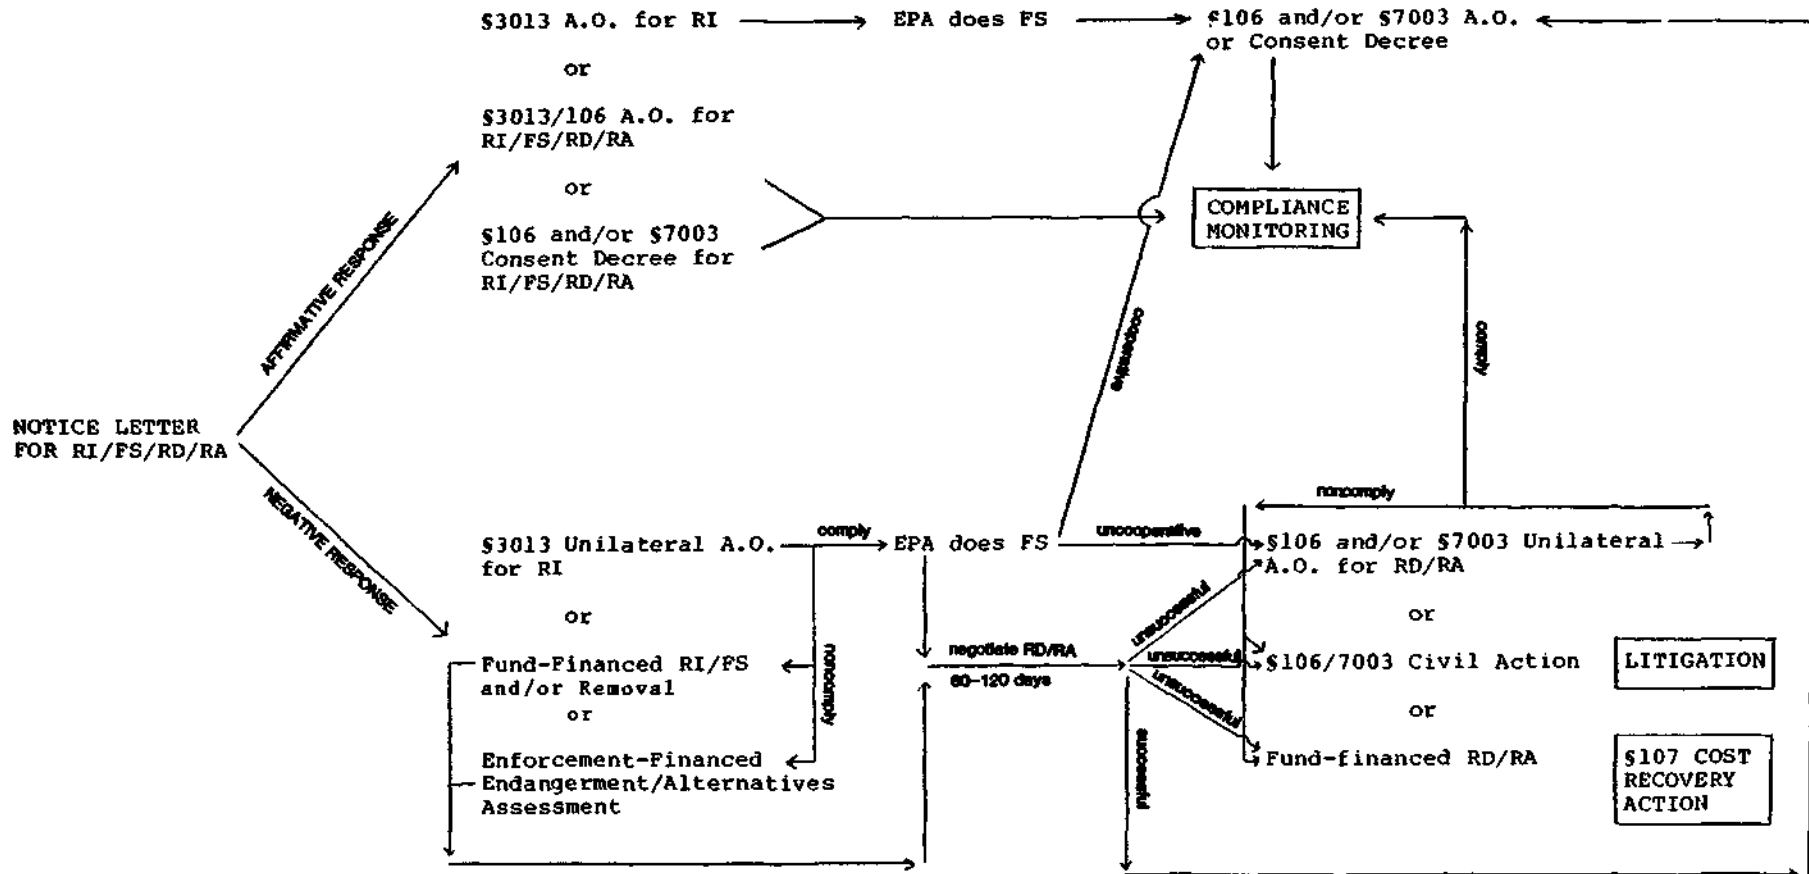 §3013 A.O. for RI
EPA does FS
§106 and/or §7003 A.O.
or Consent Decree
or
§3013/106 A.O. for
RI/FS/RD/RA
or
§106 and/or §7003
Consent Decree for
RI/FS/RD/RA
COMPLIANCE
MONITORING
AFFIRMATIVE RESPONSE
cooperative
comply
NOTICE LETTER
FOR RI/FS/RD/RA
NEGATIVE RESPONSE
noncomply
§3013 Unilateral A.O.
for RI
comply
EPA does FS
uncooperative
§106 and/or §7003 Unilateral
A.O. for RD/RA
or
or
Fund-Financed RI/FS
and/or Removal
or
noncomply
negotiate RD/RA
60-120 days
unsuccessful
unsuccessful
unsuccessful
§106/7003 Civil Action
LITIGATION
or
Enforcement-Financed
Endangerment/Alternatives
Assessment
successful
Fund-financed RD/RA
§107 COST
RECOVERY
ACTION